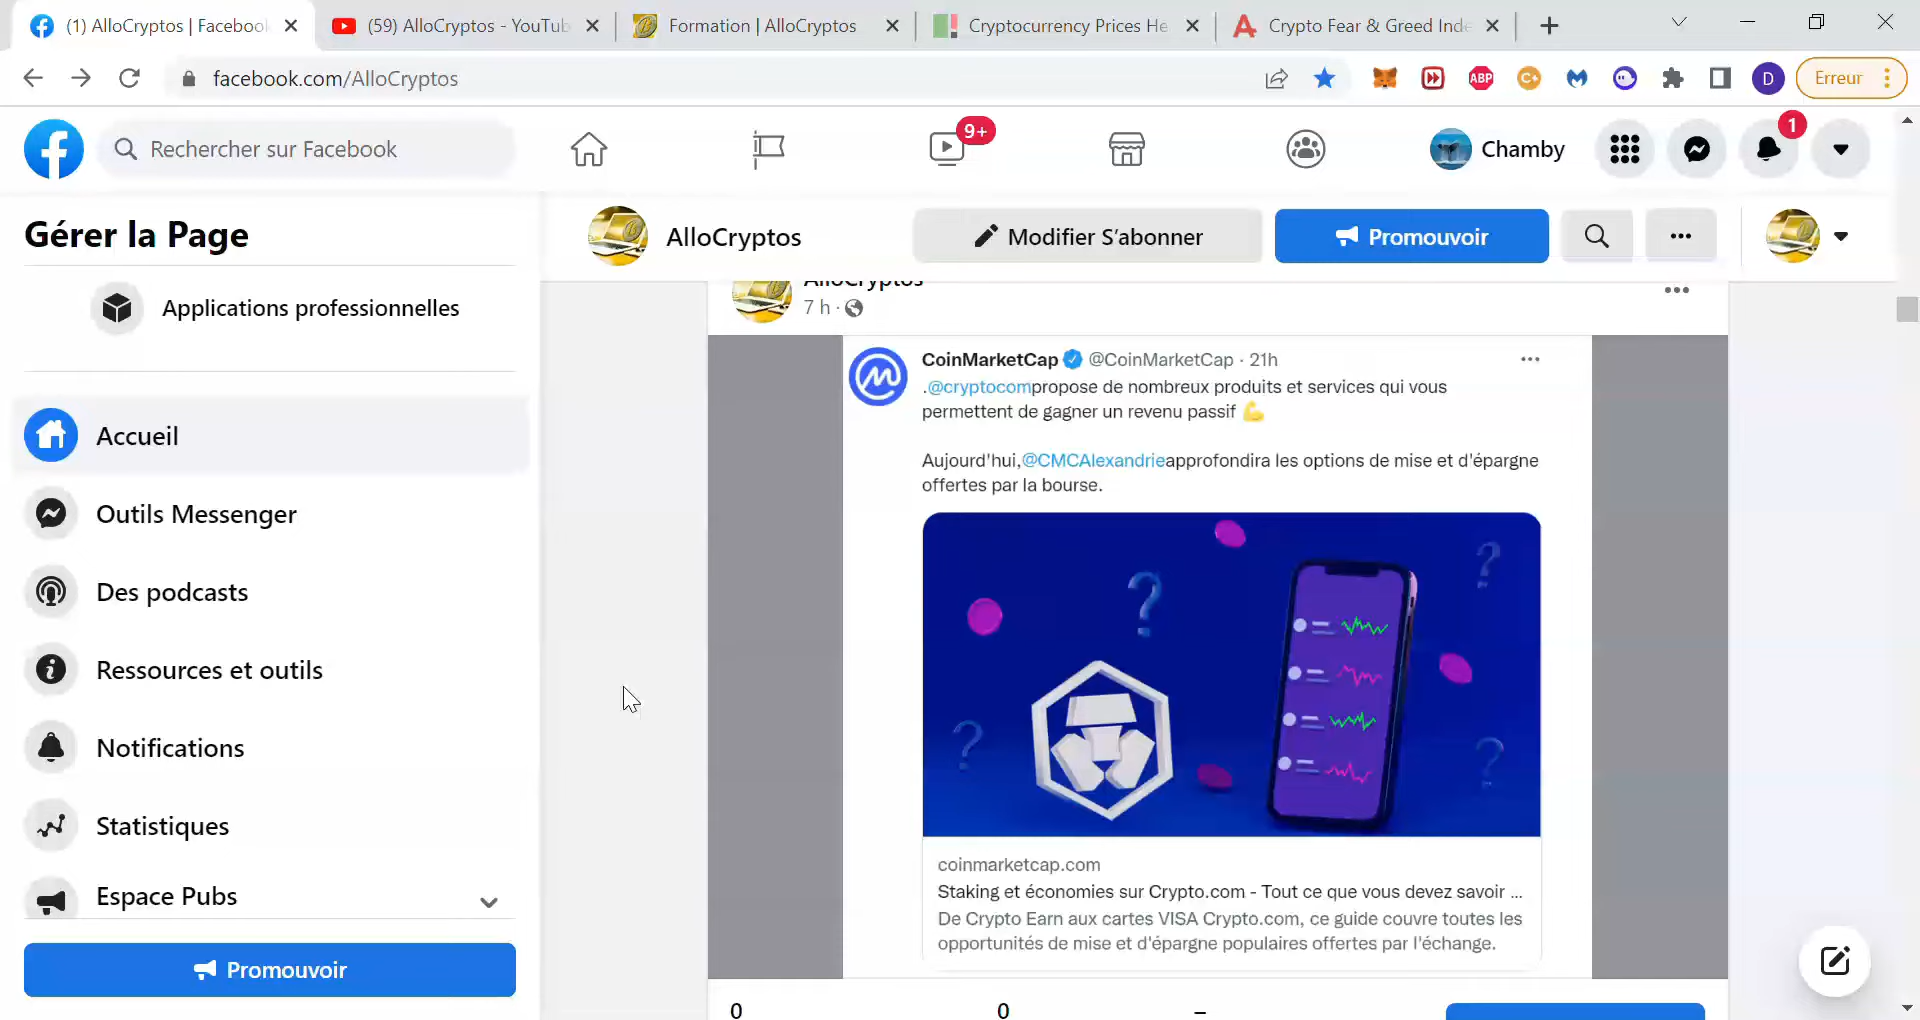 (1) AlloCryptos | Facebook
(59) AlloCryptos - YouTub
Formation | AlloCryptos
Cryptocurrency Prices He
Crypto Fear & Greed Inde
facebook.com/AlloCryptos
ABP
C+
D
Erreur
Rechercher sur Facebook
9+
Chamby
1
Gérer la Page
AlloCryptos
Modifier S'abonner
Promouvoir
Applications professionnelles
Accueil
Outils Messenger
Des podcasts
Ressources et outils
Notifications
Statistiques
Espace Pubs
Promouvoir
AlloCryptos
7 h ·
CoinMarketCap @CoinMarketCap · 21h
.@cryptocompropose de nombreux produits et services qui vous
permettent de gagner un revenu passif 💪
Aujourd'hui,@CMCAlexandrieapprofondira les options de mise et d'épargne
offertes par la bourse.
coinmarketcap.com
Staking et économies sur Crypto.com - Tout ce que vous devez savoir ...
De Crypto Earn aux cartes VISA Crypto.com, ce guide couvre toutes les
opportunités de mise et d'épargne populaires offertes par l'échange.
0 0 –